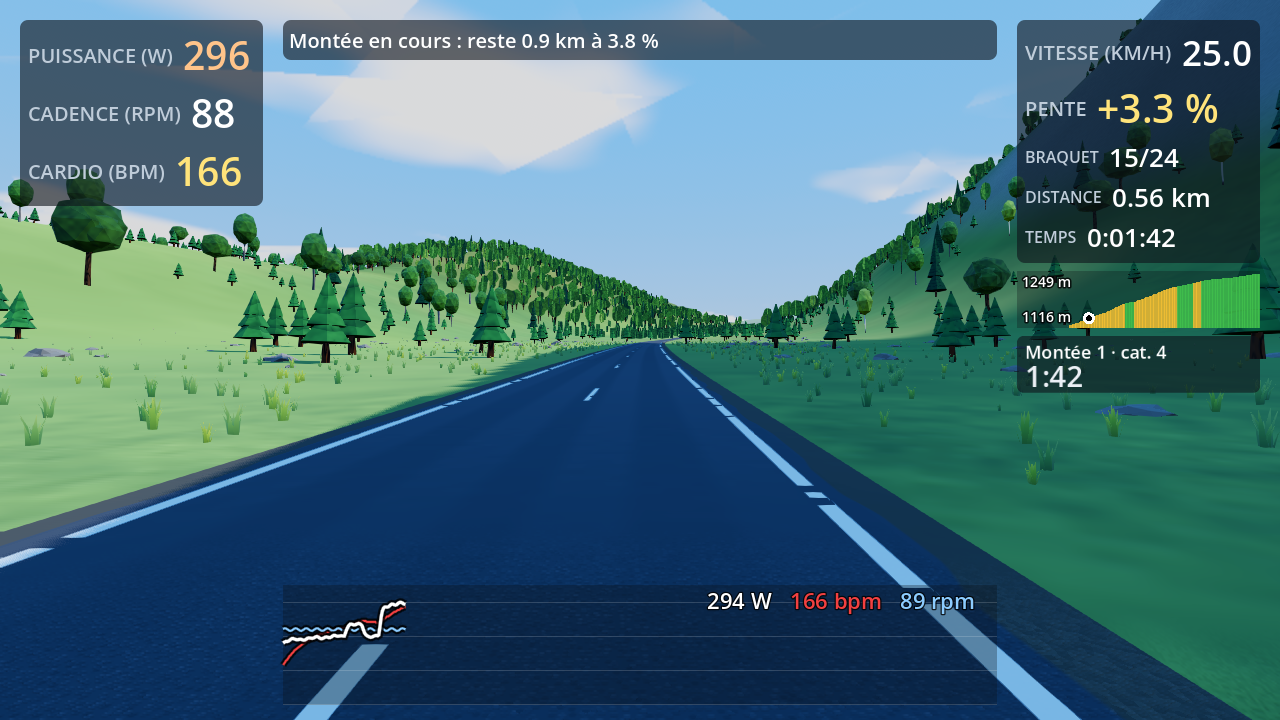 PUISSANCE (W) 296
CADENCE (RPM) 88
CARDIO (BPM) 166
Montée en cours : reste 0.9 km à 3.8 %
VITESSE (KM/H) 25.0
PENTE +3.3 %
BRAQUET 15/24
DISTANCE 0.56 km
TEMPS 0:01:42
1249 m
1116 m
Montée 1 · cat. 4
1:42
294 W 166 bpm 89 rpm